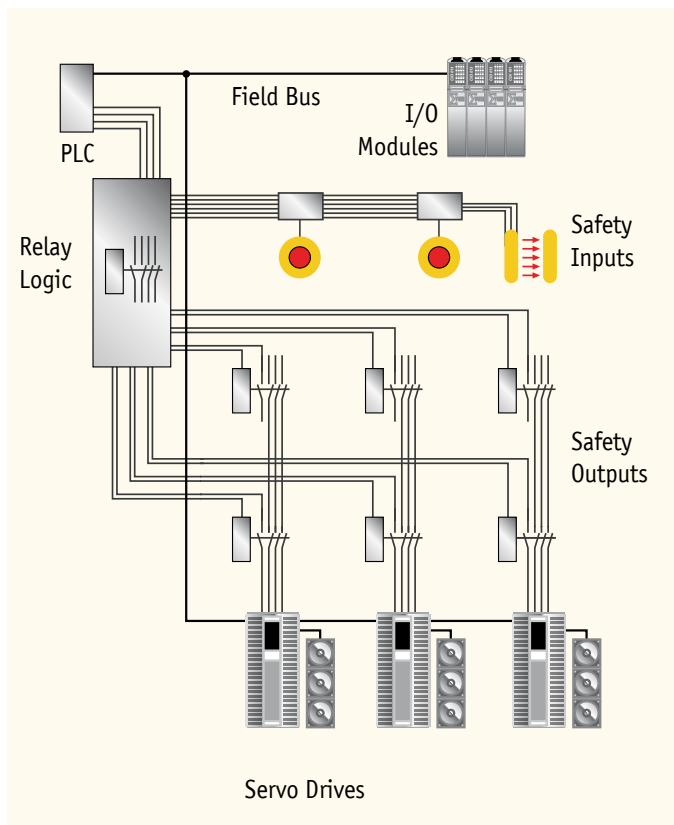 Field Bus
I/O
Modules
PLC
Relay
Logic
Safety
Inputs
Safety
Outputs
Servo Drives